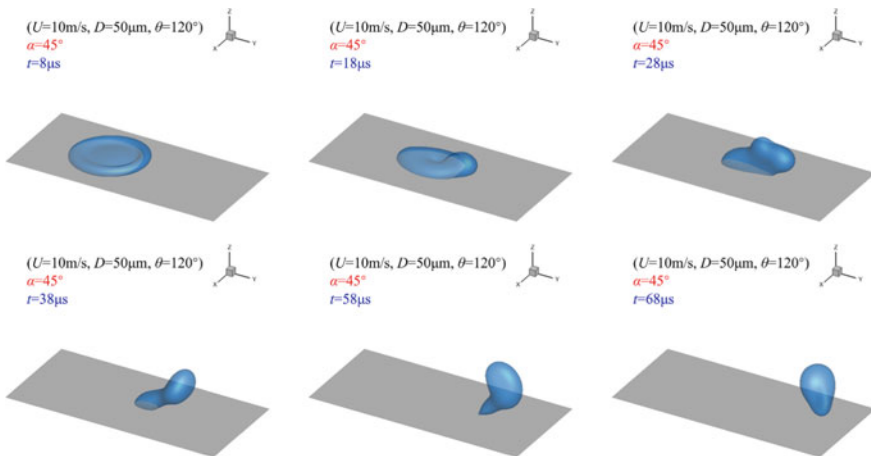 (U=10m/s, D=50μm, θ=120°)
α=45°
t=8μs
Z
X
Y
(U=10m/s, D=50μm, θ=120°)
α=45°
t=18μs
Z
X
Y
(U=10m/s, D=50μm, θ=120°)
α=45°
t=28μs
Z
X
Y
(U=10m/s, D=50μm, θ=120°)
α=45°
t=38μs
Z
X
Y
(U=10m/s, D=50μm, θ=120°)
α=45°
t=58μs
Z
X
Y
(U=10m/s, D=50μm, θ=120°)
α=45°
t=68μs
Z
X
Y